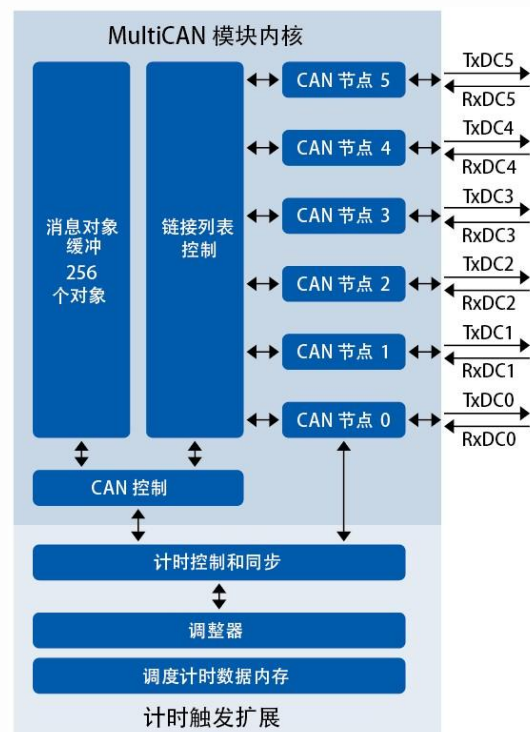 MultiCAN 模块内核
消息对象
缓冲
256
个对象
链接列表
控制
CAN 节点 5
CAN 节点 4
CAN 节点 3
CAN 节点 2
CAN 节点 1
CAN 节点 0
TxDC5
RxDC5
TxDC4
RxDC4
TxDC3
RxDC3
TxDC2
RxDC2
TxDC1
RxDC1
TxDC0
RxDC0
CAN 控制
计时控制和同步
调整器
调度计时数据内存
计时触发扩展